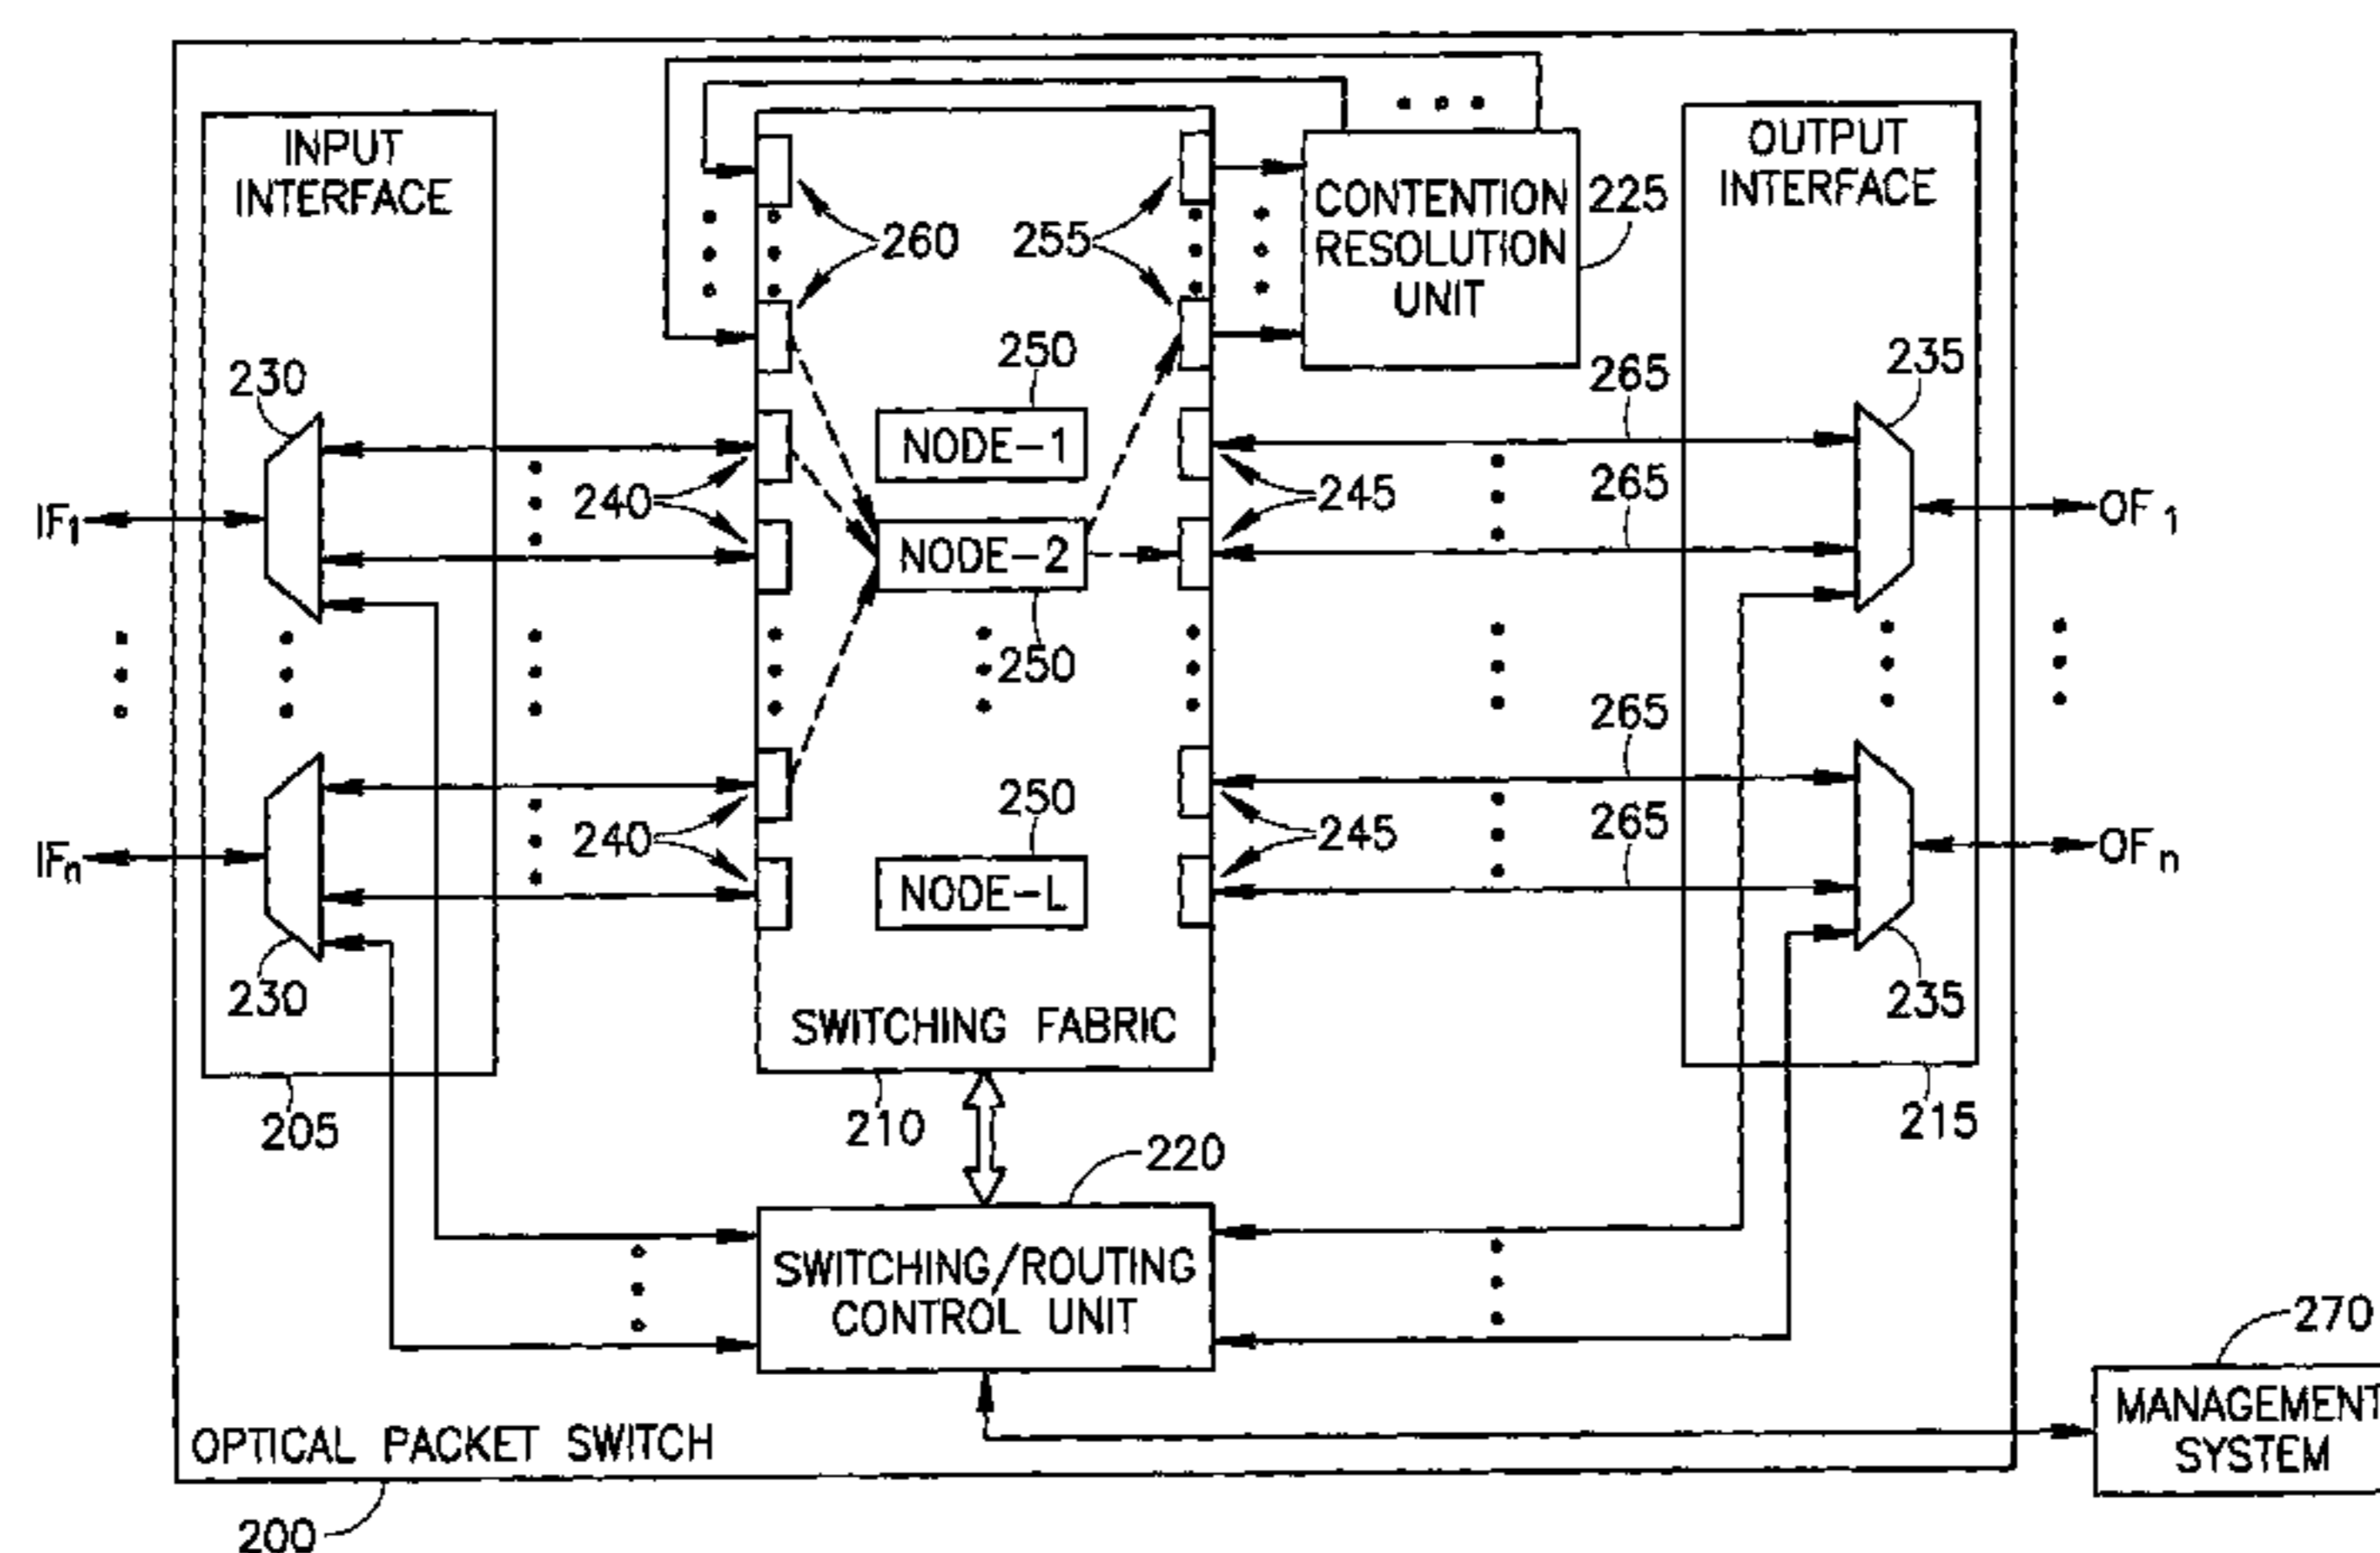 INPUT
INTERFACE
OUTPUT
INTERFACE
CONTENTION
RESOLUTION
UNIT
225
260
255
230
250
265
235
NODE-1
240
245
265
IF1
OF 1
NODE-2
250
265
250
240
245
265
IFn
OFn
NODE-L
230
235
SWITCHING FABRIC
205
210
215
220
SWITCHING/ROUTING
CONTROL UNIT
270
MANAGEMENT
SYSTEM
OPTICAL PACKET SWITCH
200